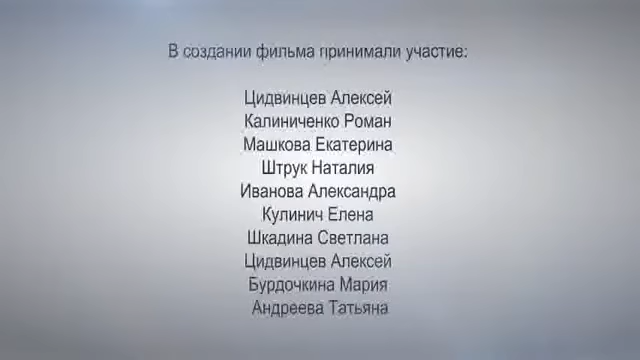 В создании фильма принимали участие:
Цидвинцев Алексей
Калиниченко Роман
Машкова Екатерина
Штрук Наталия
Иванова Александра
Кулинич Елена
Шкадина Светлана
Цидвинцев Алексей
Бурдочкина Мария
Андреева Татьяна